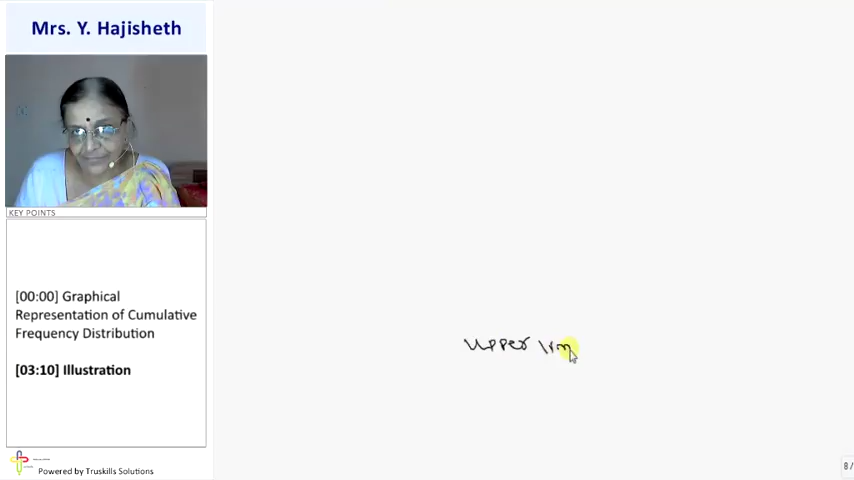 Mrs. Y. Hajisheth
KEY POINTS
[00:00] Graphical
Representation of Cumulative
Frequency Distribution
[03:10] Illustration
Upper
Powered by Truskills Solutions
8/